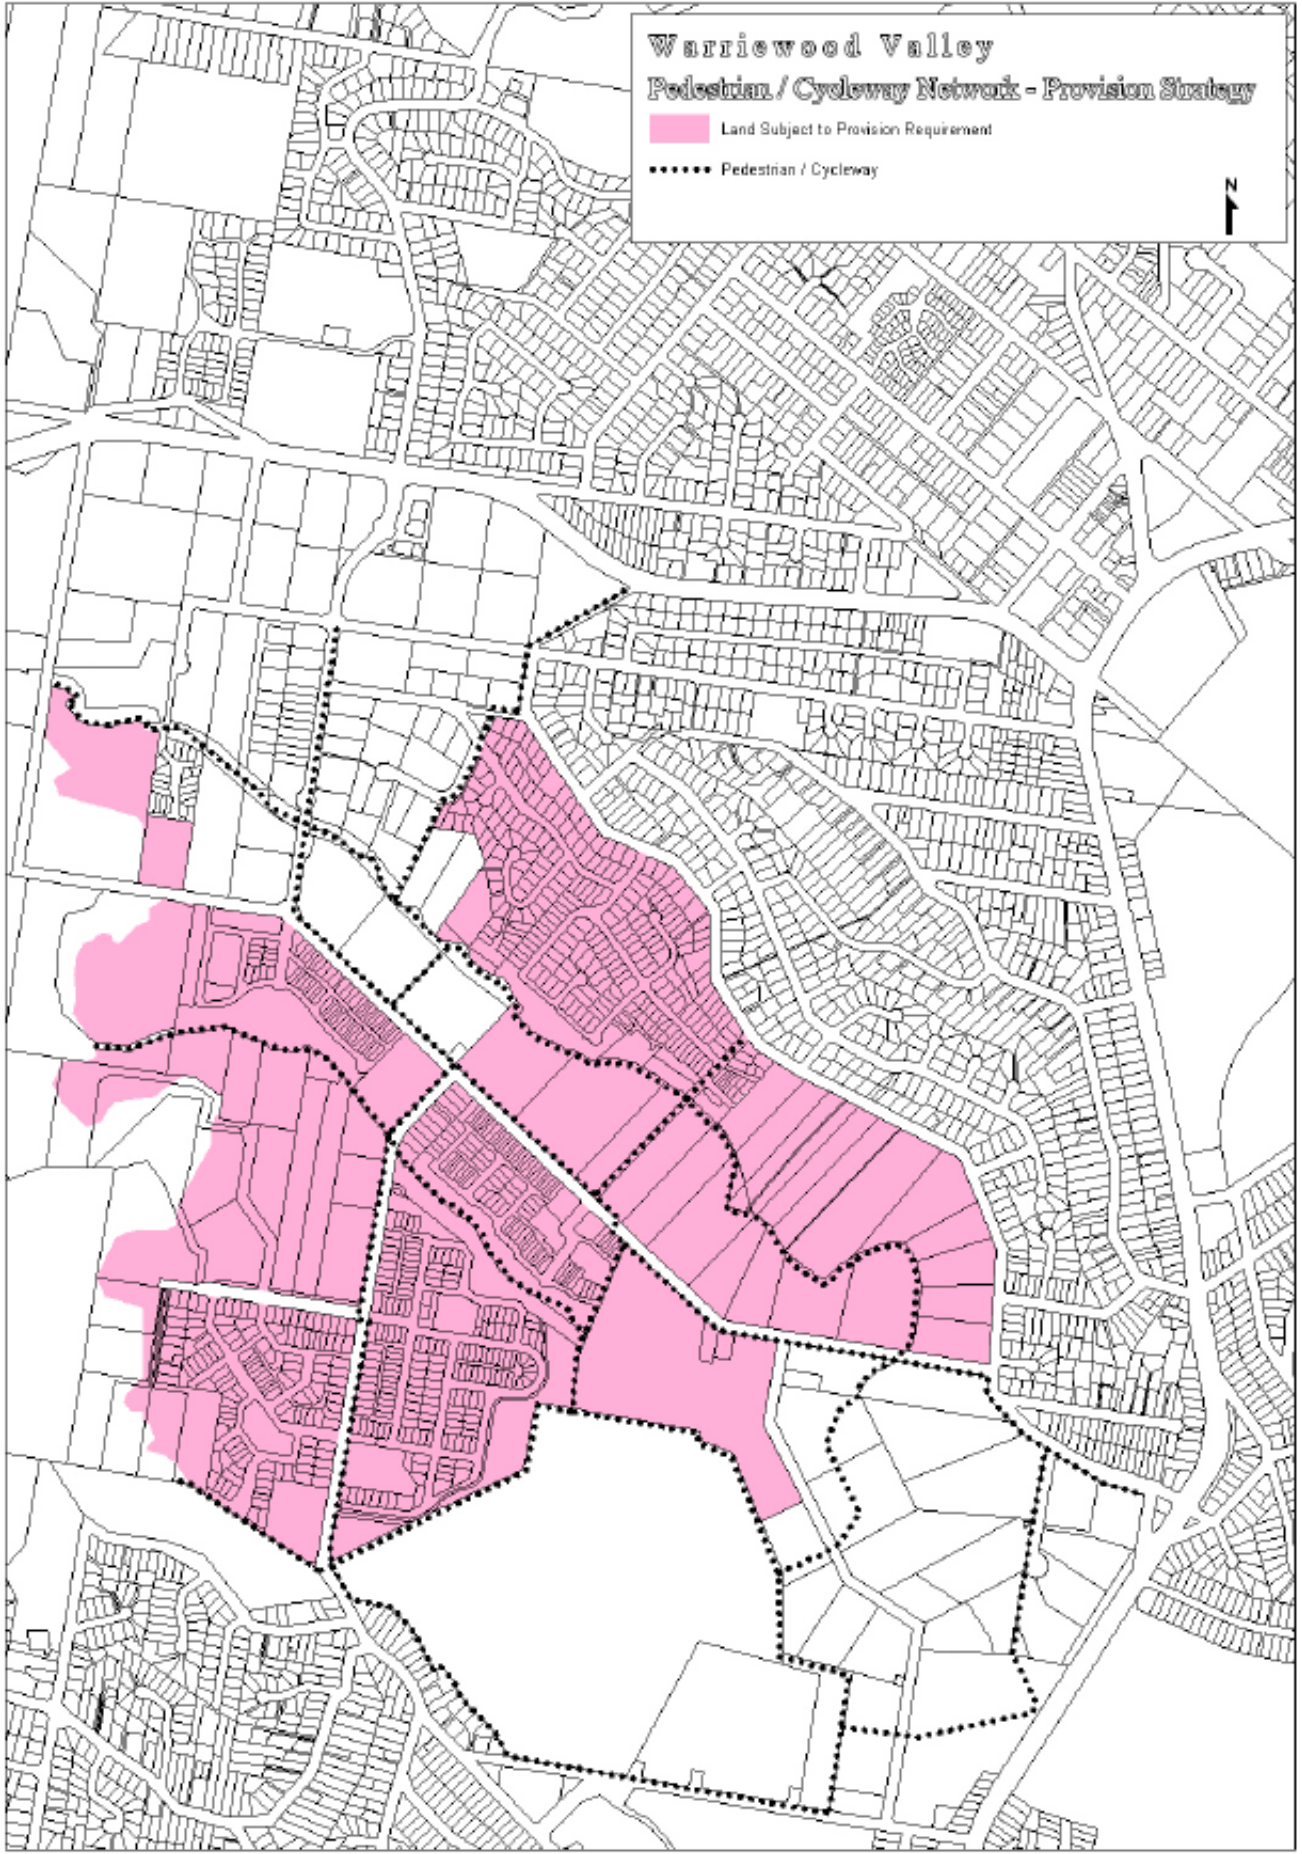 Warriewood Valley
Pedestrian / Cycleway Network - Provision Strategy
Land Subject to Provision Requirement
Pedestrian / Cycleway
N